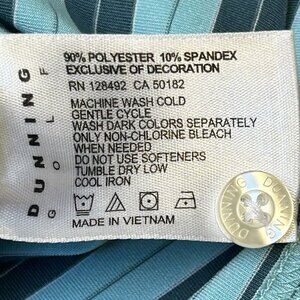 DUNNING
GOLF
90% POLYESTER 10% SPANDEX
EXCLUSIVE OF DECORATION
RN 128492 CA 50182
MACHINE WASH COLD
GENTLE CYCLE
WASH DARK COLORS SEPARATELY
ONLY NON-CHLORINE BLEACH
WHEN NEEDED
DO NOT USE SOFTENERS
TUMBLE DRY LOW
COOL IRON
MADE IN VIETNAM
DUNNING DUNNING